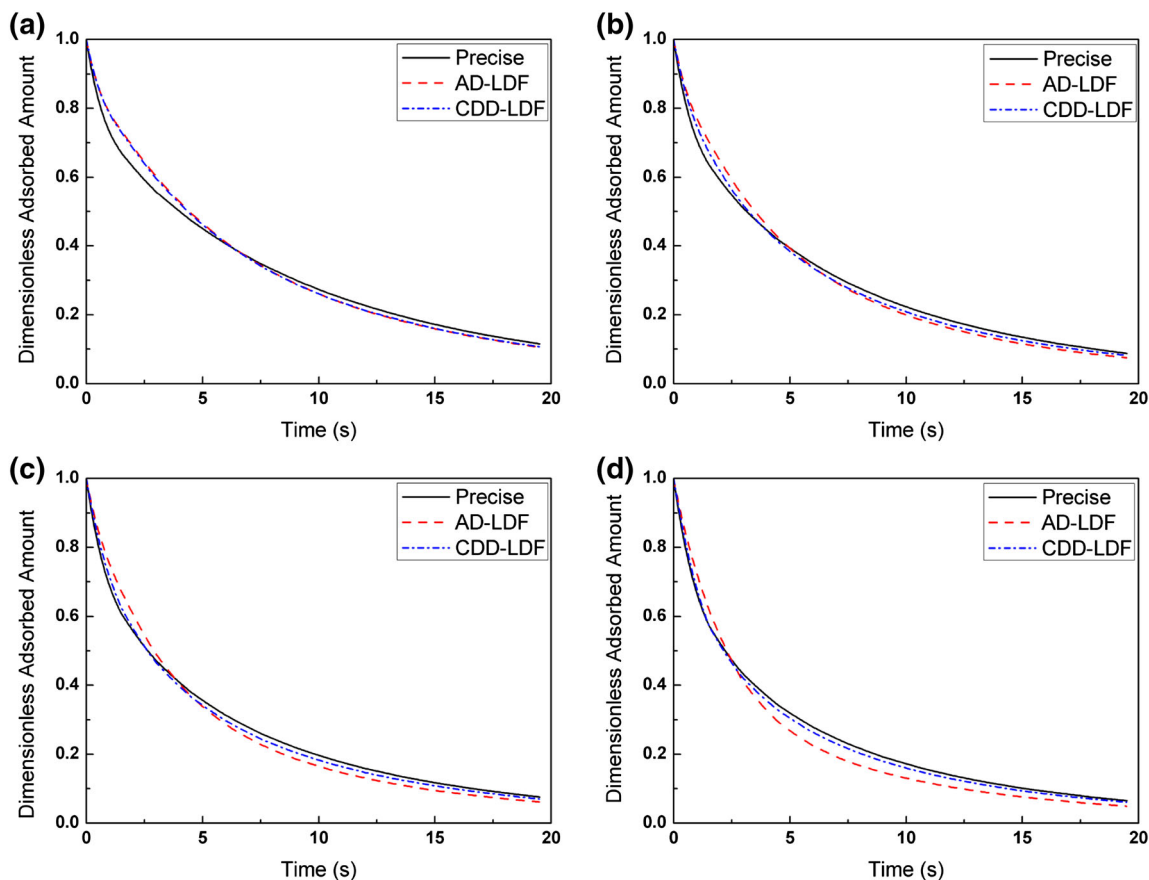 (a)
1.0
0.8
0.6
0.4
0.2
0.0
Dimensionless Adsorbed Amount
Precise
AD-LDF
CDD-LDF
0 5 10 15 20
Time (s)
(b)
1.0
0.8
0.6
0.4
0.2
0.0
Dimensionless Adsorbed Amount
Precise
AD-LDF
CDD-LDF
0 5 10 15 20
Time (s)
(c)
1.0
0.8
0.6
0.4
0.2
0.0
Dimensionless Adsorbed Amount
Precise
AD-LDF
CDD-LDF
0 5 10 15 20
Time (s)
(d)
1.0
0.8
0.6
0.4
0.2
0.0
Dimensionless Adsorbed Amount
Precise
AD-LDF
CDD-LDF
0 5 10 15 20
Time (s)